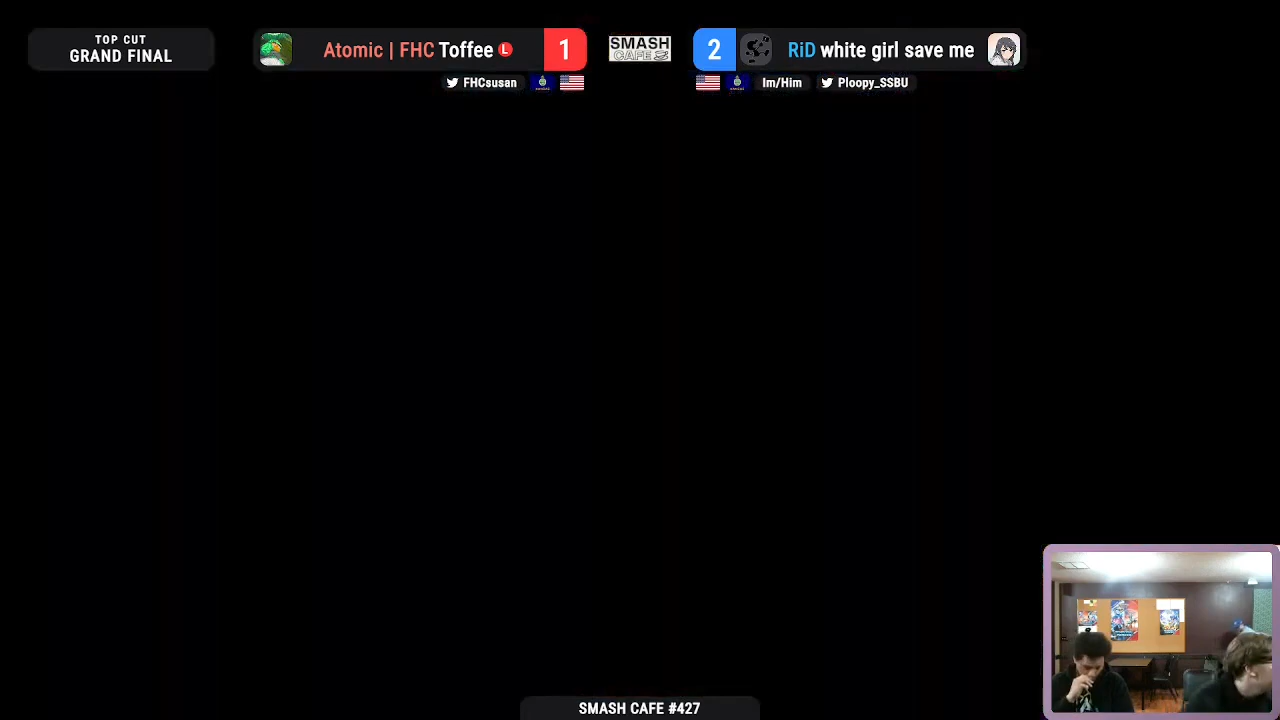 TOP CUT
GRAND FINAL
Atomic | FHC Toffee L
1
SMASH
CAFE
2
RiD white girl save me
FHCsusan
Im/Him
Ploopy_SSBU
SMASH CAFE #427